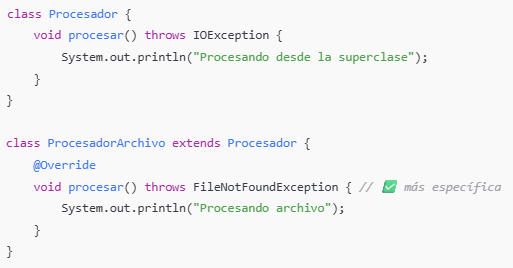 class Procesador {
    void procesar() throws IOException {
        System.out.println("Procesando desde la superclase");
    }
}

class ProcesadorArchivo extends Procesador {
    @Override
    void procesar() throws FileNotFoundException { // ✅ más específica
        System.out.println("Procesando archivo");
    }
}